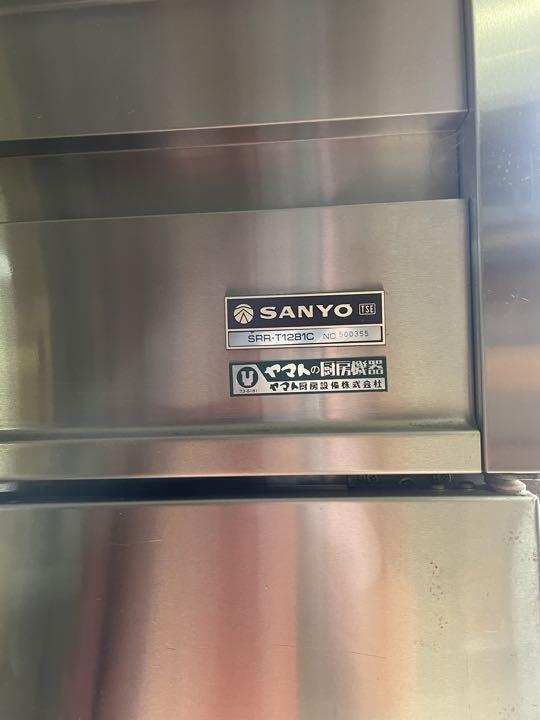 SANYO TSE
SRR-T1281C NO.500355
ヤマトの厨房機器
ヤマト厨房設備株式会社